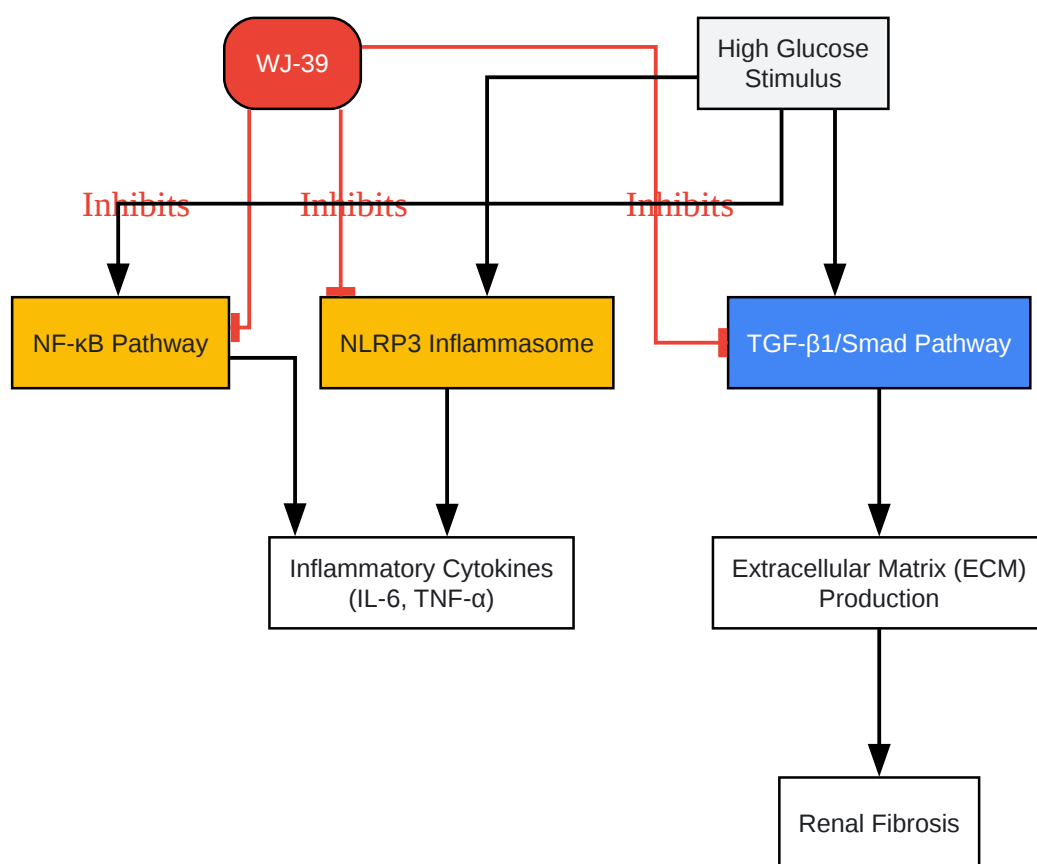 WJ-39
High Glucose
Stimulus
Inhibits
Inhibits
Inhibits
NF-κB Pathway
NLRP3 Inflammasome
TGF-β1/Smad Pathway
Inflammatory Cytokines
(IL-6, TNF-α)
Extracellular Matrix (ECM)
Production
Renal Fibrosis